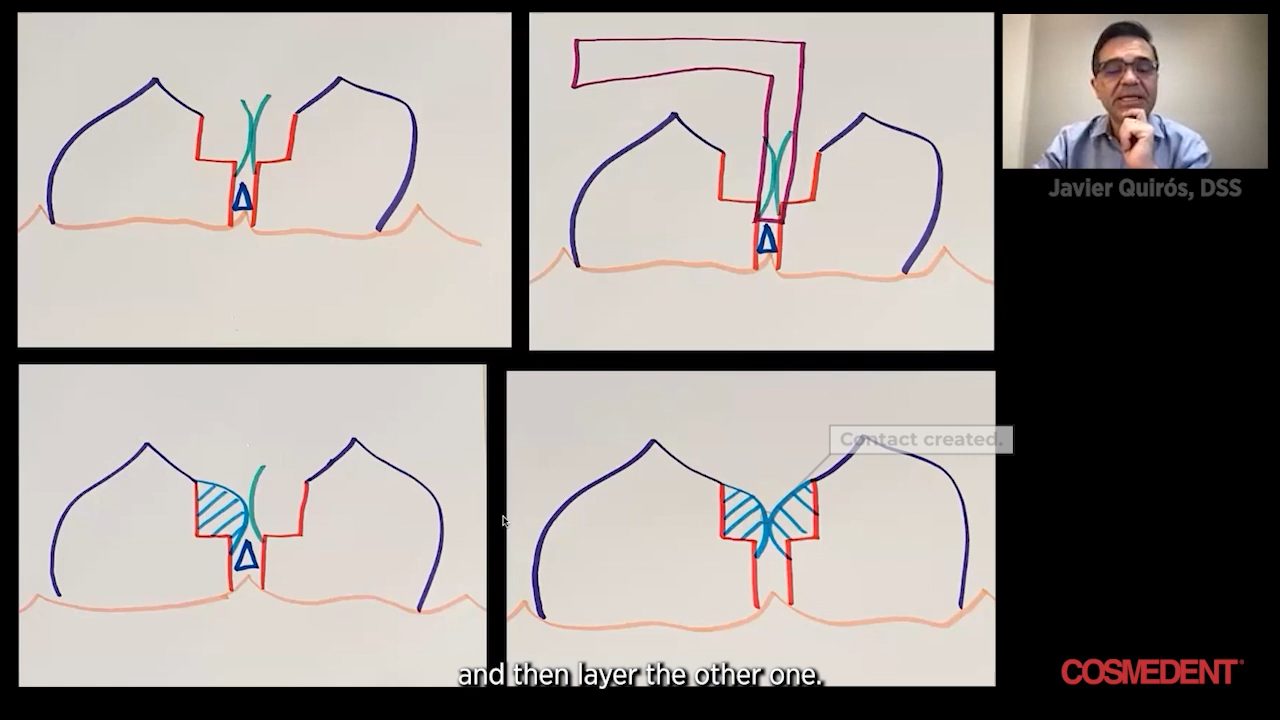 Javier Quirós, DSS
Contact created.
and then layer the other one.
COSMEDENT®